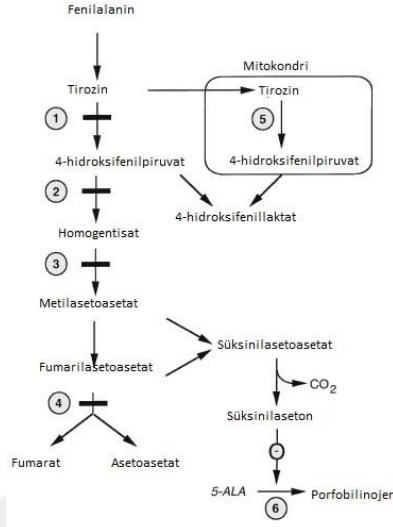 Fenilalanin
Mitokondri
Tirozin
Tirozin
1
5
4-hidroksifenilpiruvat
4-hidroksifenilpiruvat
2
4-hidroksifenillaktat
Homogentisat
3
Metilasetoasetat
Süksinilasetoasetat
Fumarilasetoasetat
CO2
4
Süksinilaseton
-
Fumarat
Asetoasetat
5-ALA
Porfobilinojen
6